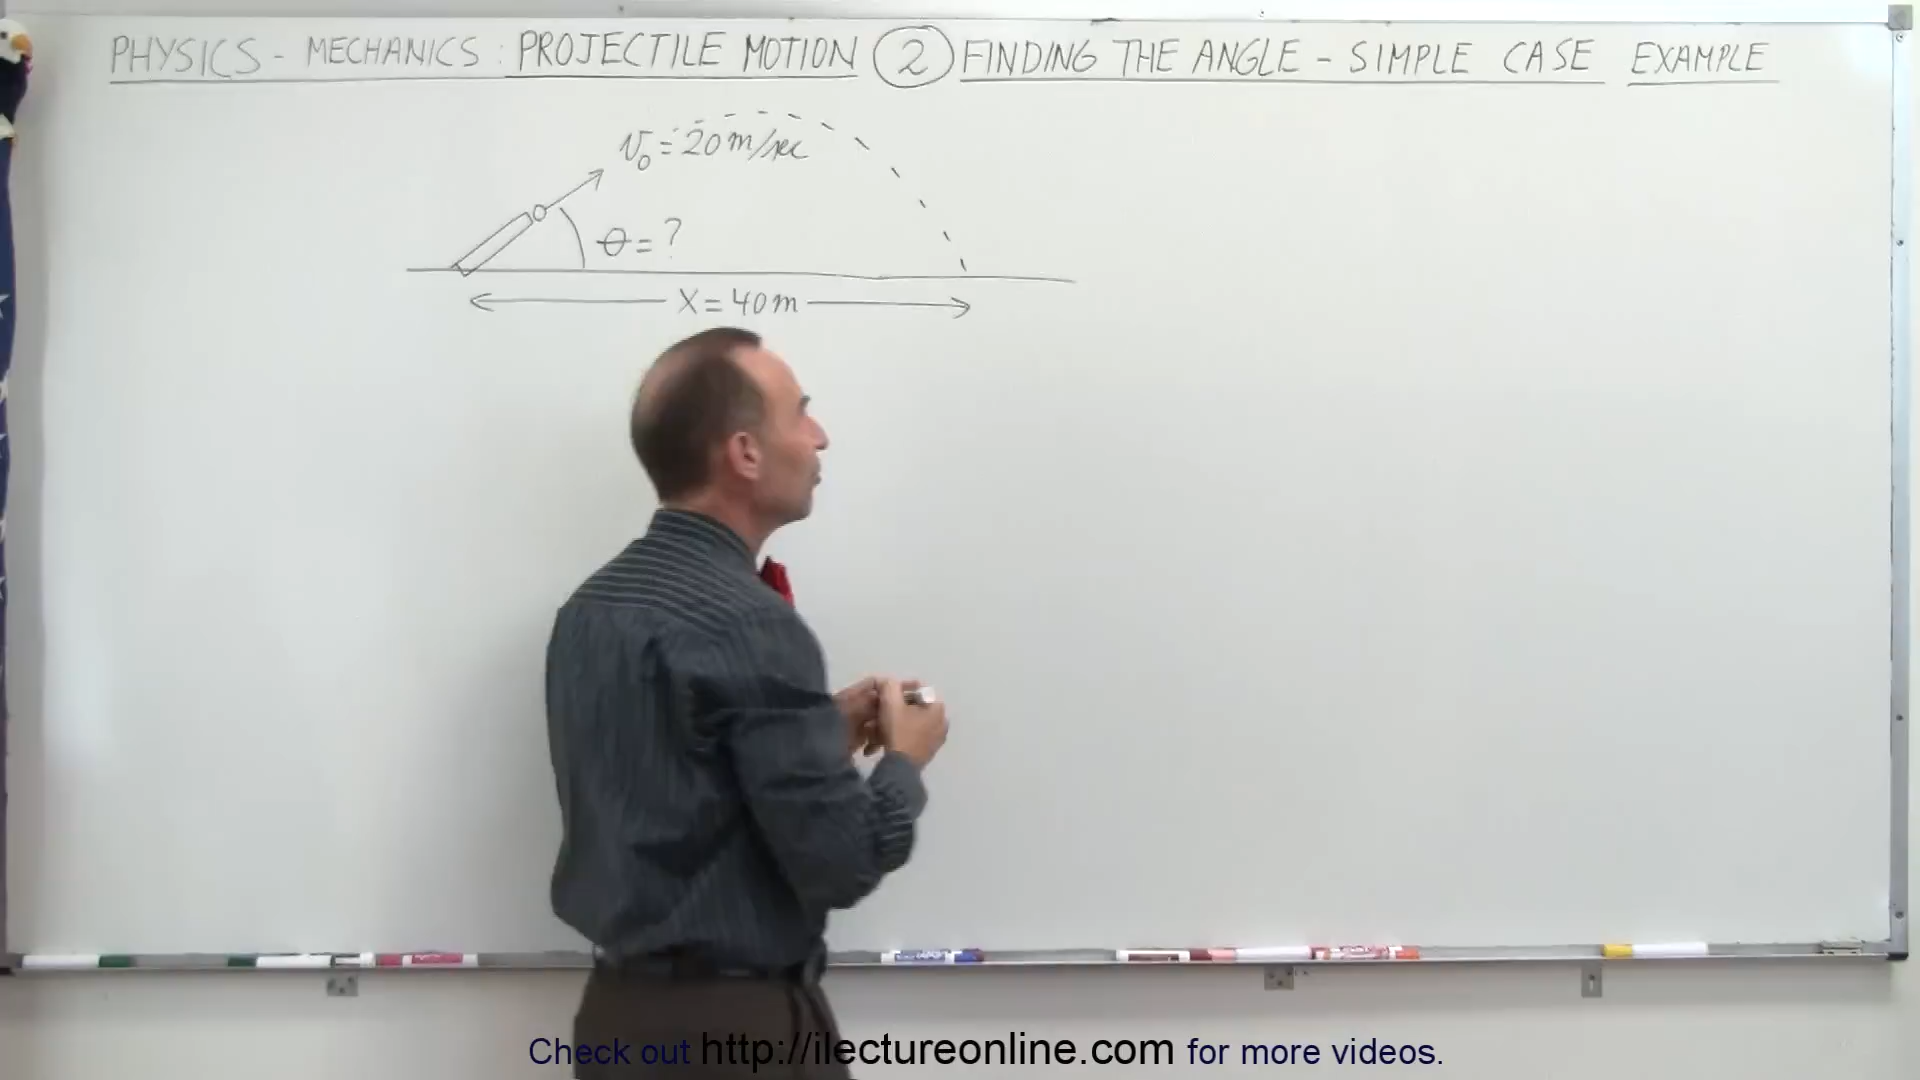 PHYSICS - MECHANICS : PROJECTILE MOTION ② FINDING THE ANGLE - SIMPLE CASE EXAMPLE
v₀ = 20 m/sec
θ = ?
X = 40 m
Check out http://ilectureonline.com for more videos.